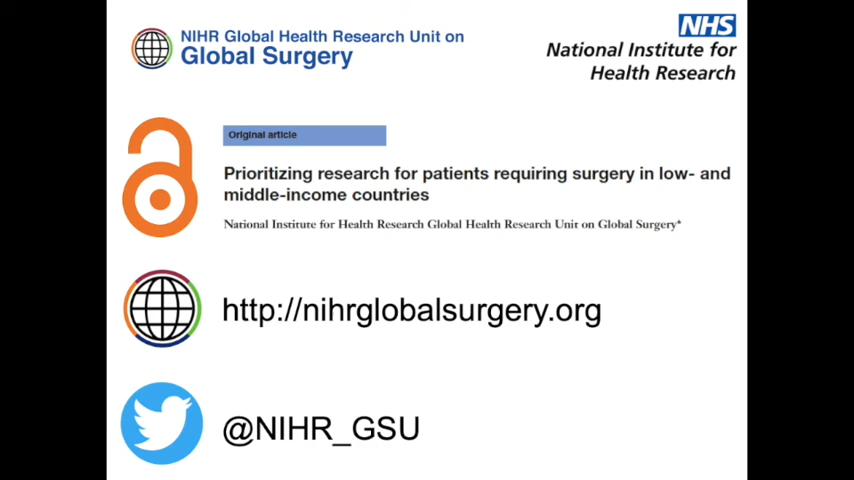 NIHR Global Health Research Unit on
Global Surgery
NHS
National Institute for
Health Research
Original article
Prioritizing research for patients requiring surgery in low- and
middle-income countries
National Institute for Health Research Global Health Research Unit on Global Surgery*
http://nihrglobalsurgery.org
@NIHR_GSU